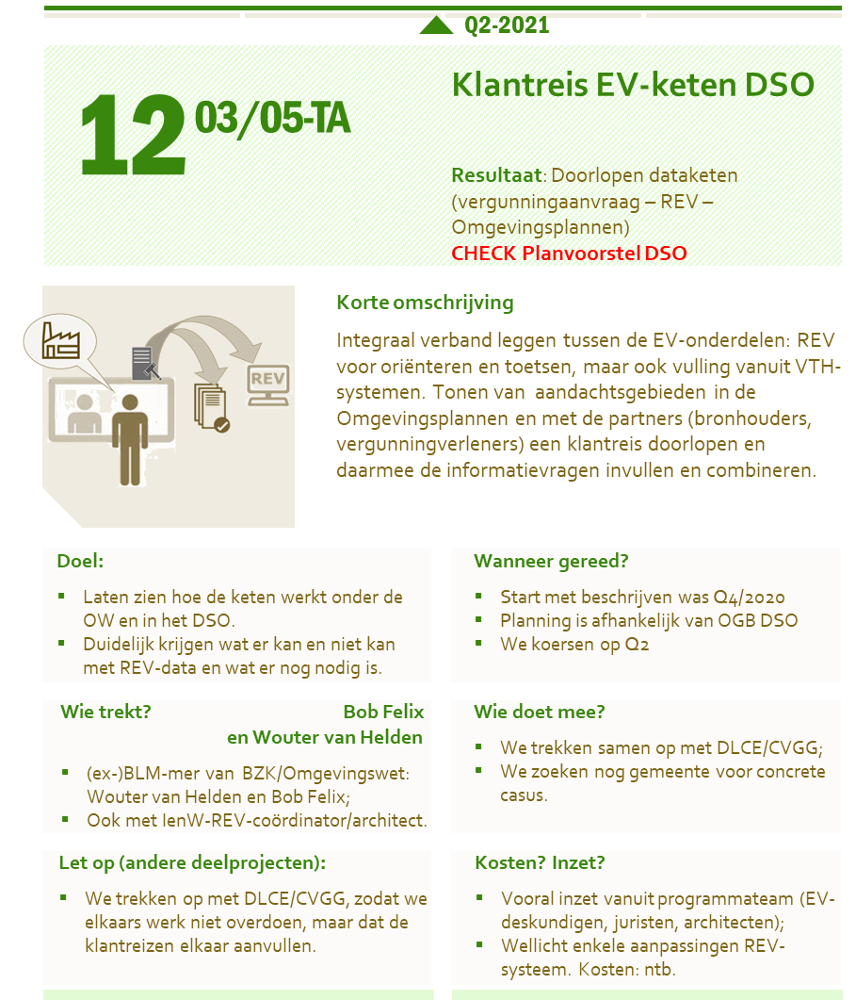 Q2-2021
12 03/05-TA
Klantreis EV-keten DSO
Resultaat: Doorlopen dataketen
(vergunningaanvraag – REV –
Omgevingsplannen)
CHECK Planvoorstel DSO
REV
Korte omschrijving
Integraal verband leggen tussen de EV-onderdelen: REV
voor oriënteren en toetsen, maar ook vulling vanuit VTH-
systemen. Tonen van aandachtsgebieden in de
Omgevingsplannen en met de partners (bronhouders,
vergunningverleners) een klantreis doorlopen en
daarmee de informatievragen invullen en combineren.
Doel:
▪ Laten zien hoe de keten werkt onder de
OW en in het DSO.
▪ Duidelijk krijgen wat er kan en niet kan
met REV-data en wat er nog nodig is.
Wanneer gereed?
▪ Start met beschrijven was Q4/2020
▪ Planning is afhankelijk van OGB DSO
▪ We koersen op Q2
Wie trekt? Bob Felix
en Wouter van Helden
▪ (ex-)BLM-mer van BZK/Omgevingswet:
Wouter van Helden en Bob Felix;
▪ Ook met IenW-REV-coördinator/architect.
Wie doet mee?
▪ We trekken samen op met DLCE/CVGG;
▪ We zoeken nog gemeente voor concrete
casus.
Let op (andere deelprojecten):
▪ We trekken op met DLCE/CVGG, zodat we
elkaars werk niet overdoen, maar dat de
klantreizen elkaar aanvullen.
Kosten? Inzet?
▪ Vooral inzet vanuit programmateam (EV-
deskundigen, juristen, architecten);
▪ Wellicht enkele aanpassingen REV-
systeem. Kosten: ntb.